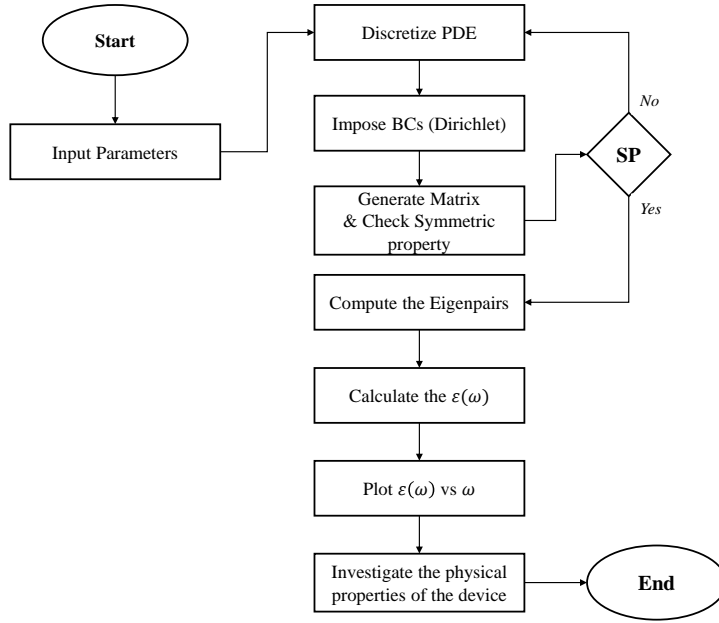 Start
Input Parameters
Discretize PDE
Impose BCs (Dirichlet)
Generate Matrix
& Check Symmetric
property
SP
No
Yes
Compute the Eigenpairs
Calculate the 𝜀(𝜔)
Plot 𝜀(𝜔) vs 𝜔
Investigate the physical
properties of the device
End